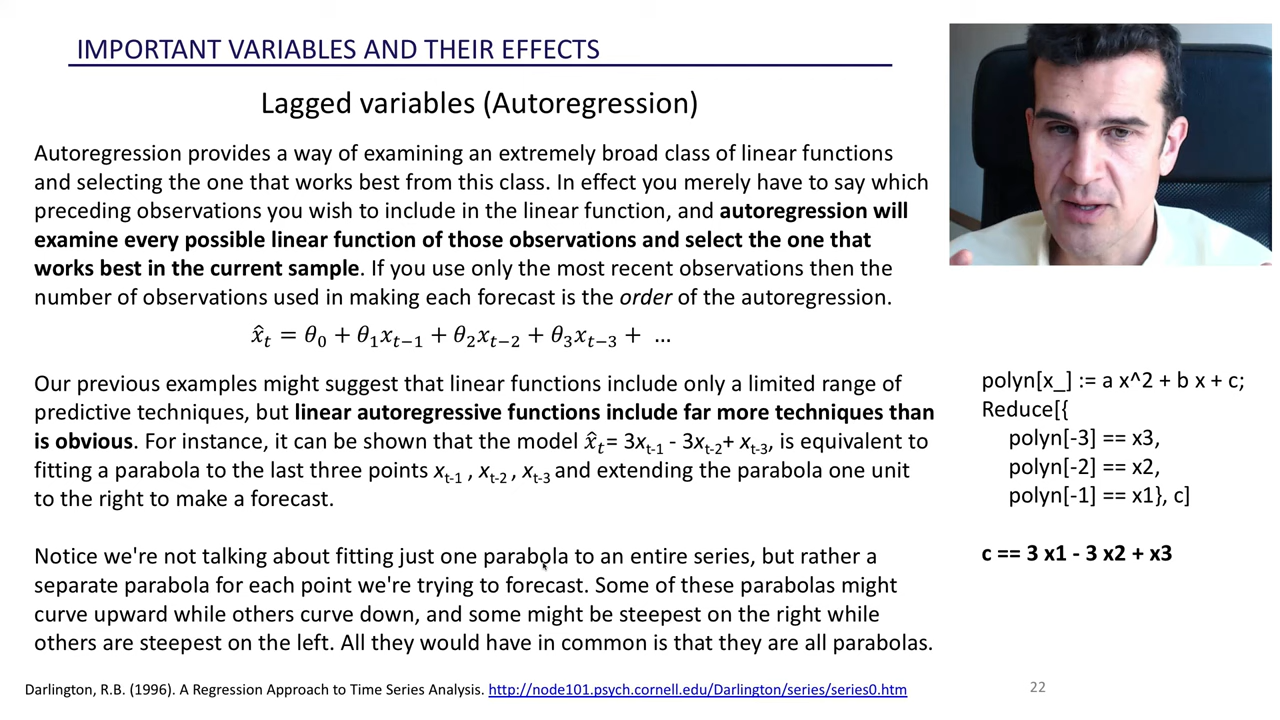 IMPORTANT VARIABLES AND THEIR EFFECTS
Lagged variables (Autoregression)
Autoregression provides a way of examining an extremely broad class of linear functions
and selecting the one that works best from this class. In effect you merely have to say which
preceding observations you wish to include in the linear function, and autoregression will
examine every possible linear function of those observations and select the one that
works best in the current sample. If you use only the most recent observations then the
number of observations used in making each forecast is the order of the autoregression.
x̂ₜ = θ₀ + θ₁xₜ₋₁ + θ₂xₜ₋₂ + θ₃xₜ₋₃ + …
Our previous examples might suggest that linear functions include only a limited range of
predictive techniques, but linear autoregressive functions include far more techniques than
is obvious. For instance, it can be shown that the model x̂ₜ= 3xₜ₋₁ - 3xₜ₋₂+ xₜ₋₃, is equivalent to
fitting a parabola to the last three points xₜ₋₁ , xₜ₋₂ , xₜ₋₃ and extending the parabola one unit
to the right to make a forecast.
Notice we're not talking about fitting just one parabola to an entire series, but rather a
separate parabola for each point we're trying to forecast. Some of these parabolas might
curve upward while others curve down, and some might be steepest on the right while
others are steepest on the left. All they would have in common is that they are all parabolas.
polyn[x_] := a x^2 + b x + c;
Reduce[{
polyn[-3] == x3,
polyn[-2] == x2,
polyn[-1] == x1}, c]
c == 3 x1 - 3 x2 + x3
Darlington, R.B. (1996). A Regression Approach to Time Series Analysis. http://node101.psych.cornell.edu/Darlington/series/series0.htm
22